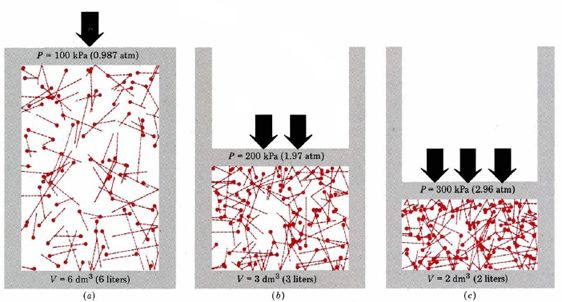 P = 100 kPa (0.987 atm)
V = 6 dm³ (6 liters)
(a)
P = 200 kPa (1.97 atm)
V = 3 dm³ (3 liters)
(b)
P = 300 kPa (2.96 atm)
V = 2 dm³ (2 liters)
(c)